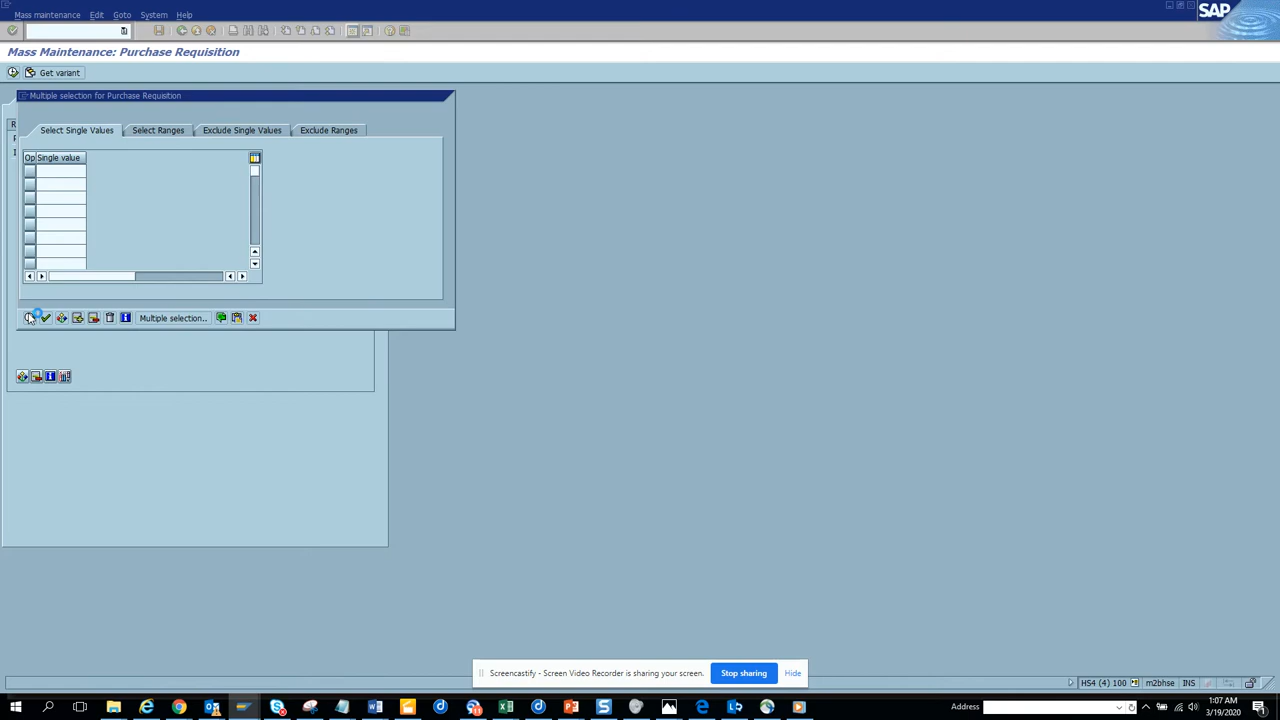 Mass maintenance Edit Goto System Help
SAP
Mass Maintenance: Purchase Requisition
Get variant
Multiple selection for Purchase Requisition
Select Single Values Select Ranges Exclude Single Values Exclude Ranges
Op Single value
Multiple selection..
Screencastify - Screen Video Recorder is sharing your screen. Stop sharing Hide
HS4 (4) 100 m2bhse INS
Address
1:07 AM
3/19/2020